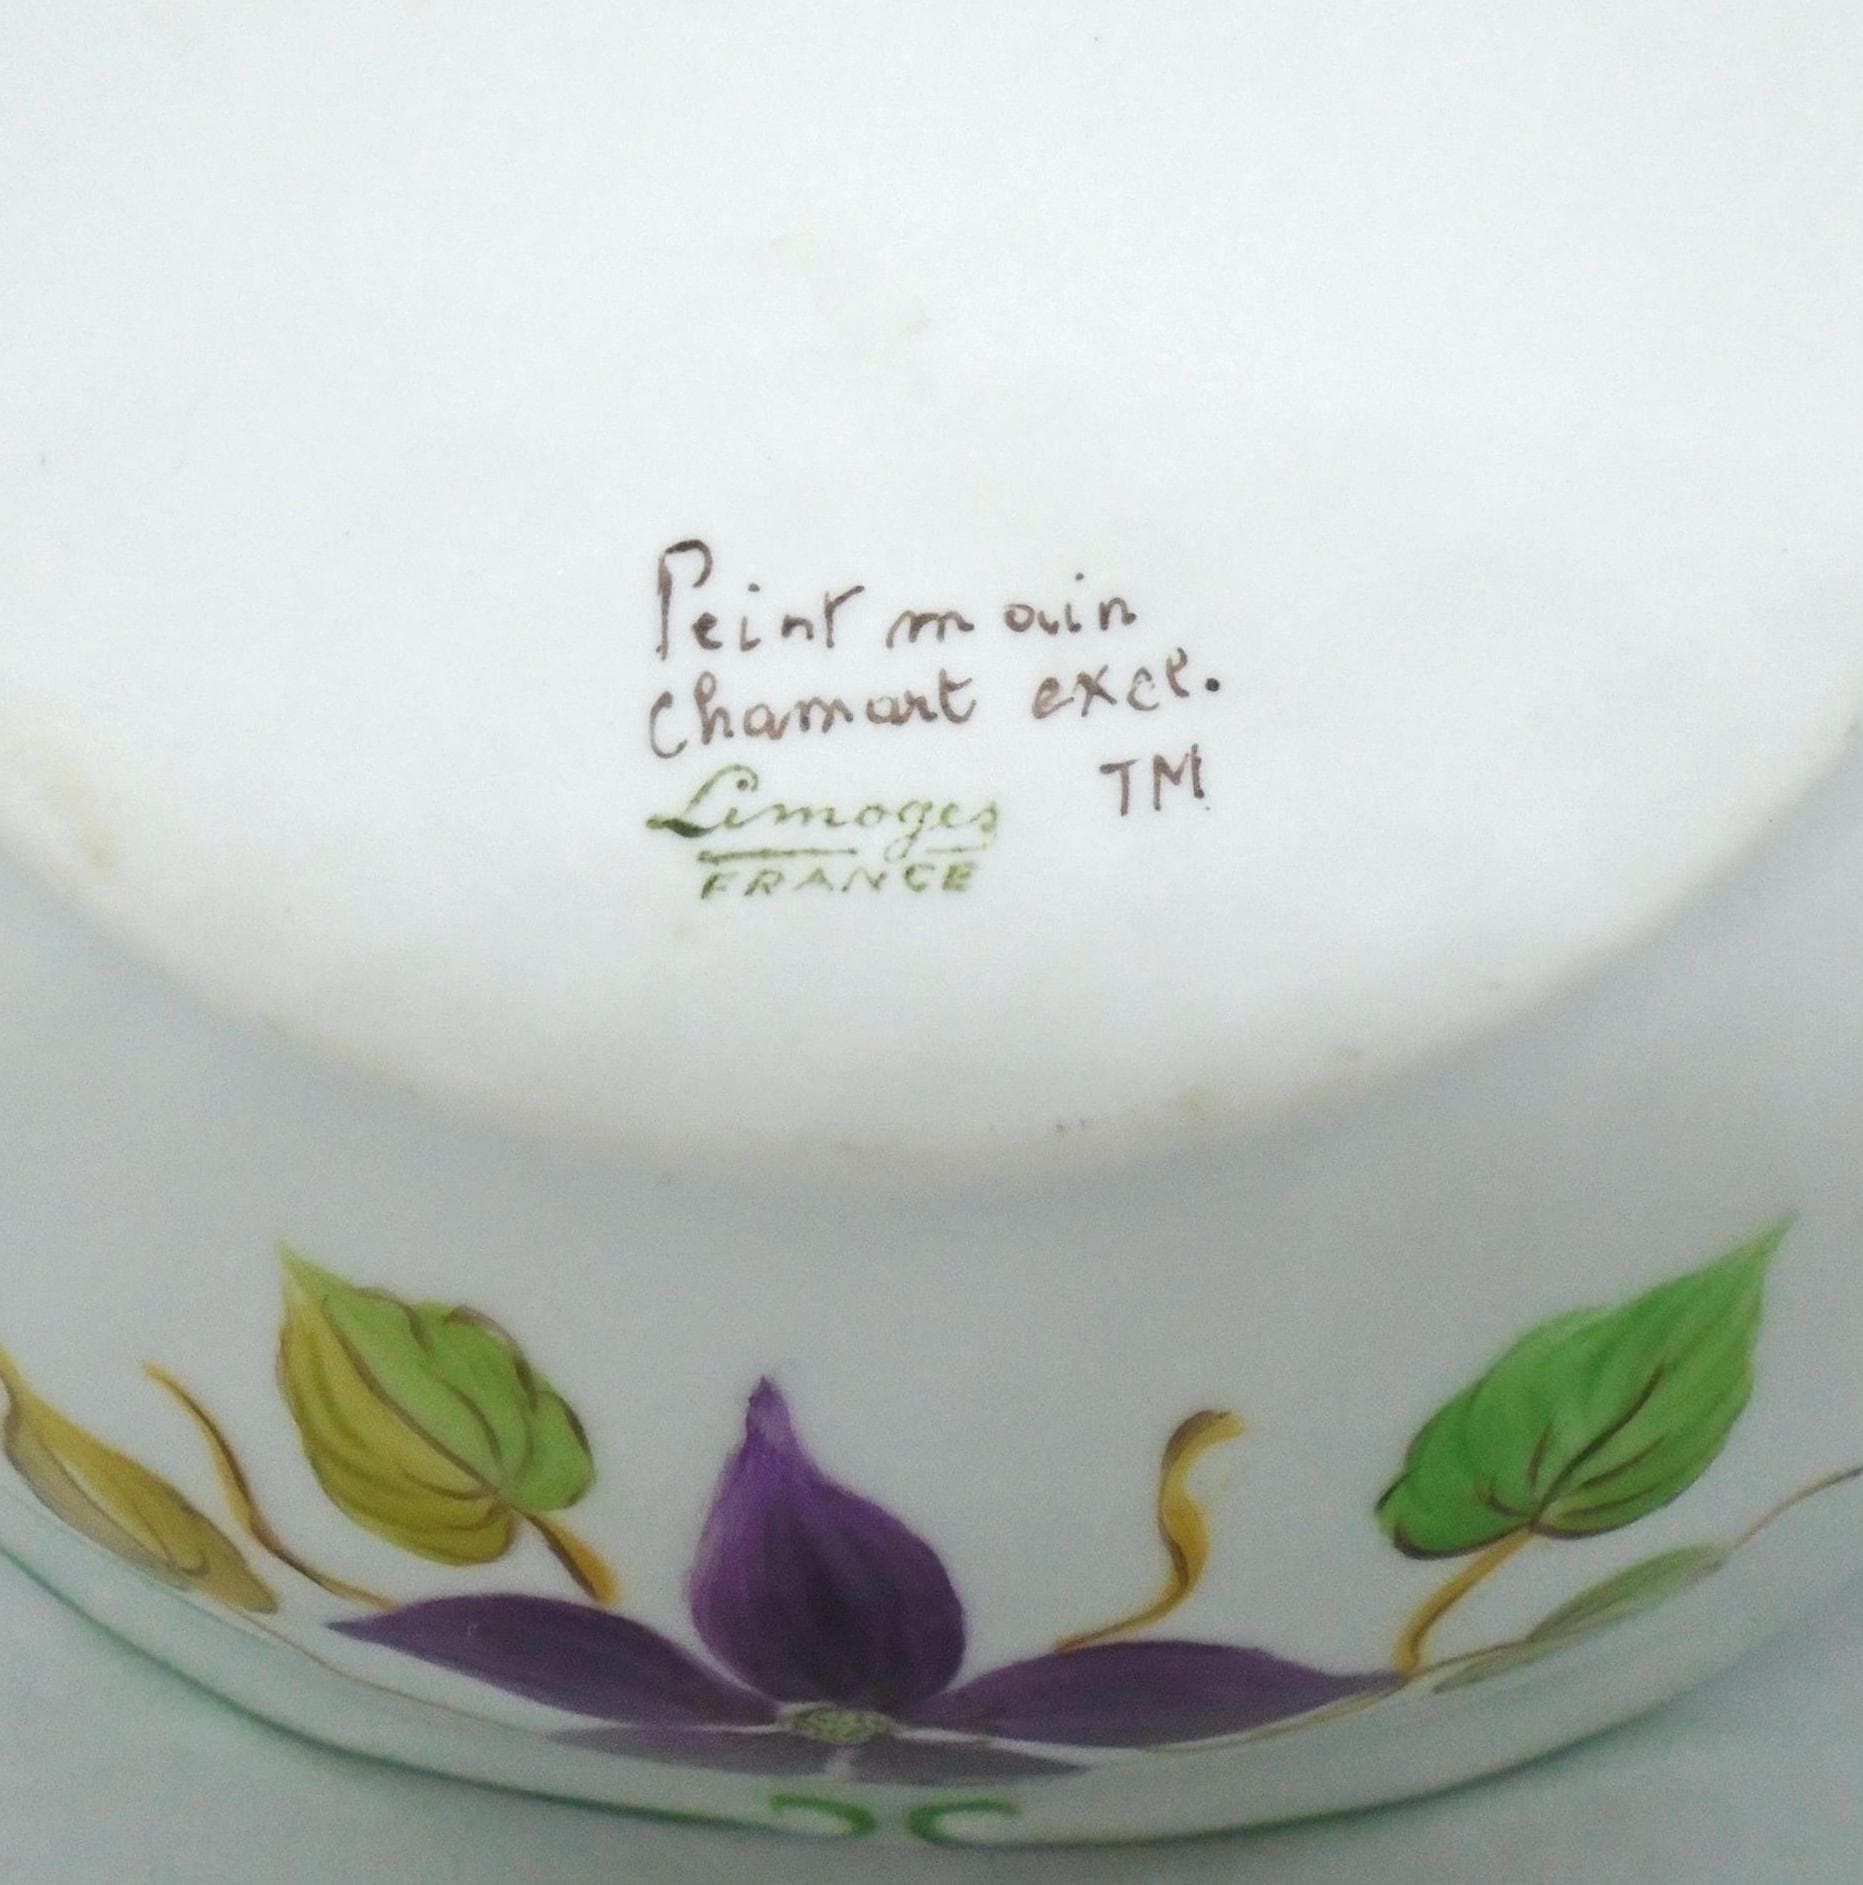 Peint main
Chamart excl.
TM
Limoges
FRANCE